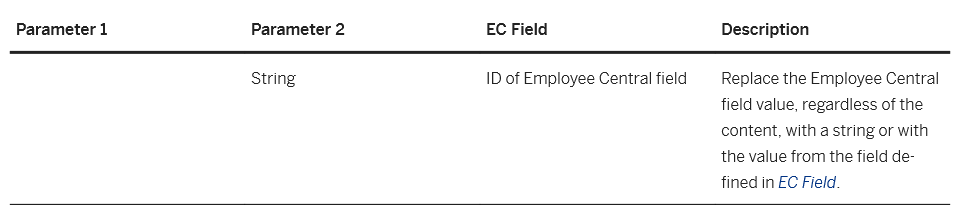 Parameter 1 Parameter 2 EC Field Description
String ID of Employee Central field Replace the Employee Central
field value, regardless of the
content, with a string or with
the value from the field de-
fined in EC Field.